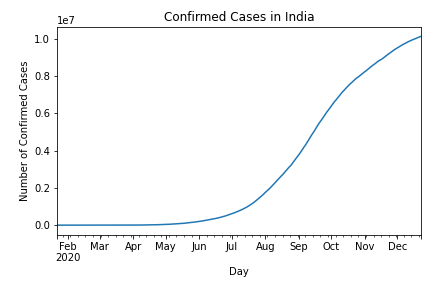 Confirmed Cases in India
1e7
1.0
0.8
0.6
0.4
0.2
0.0
Number of Confirmed Cases
Feb Mar Apr May Jun Jul Aug Sep Oct Nov Dec
2020
Day